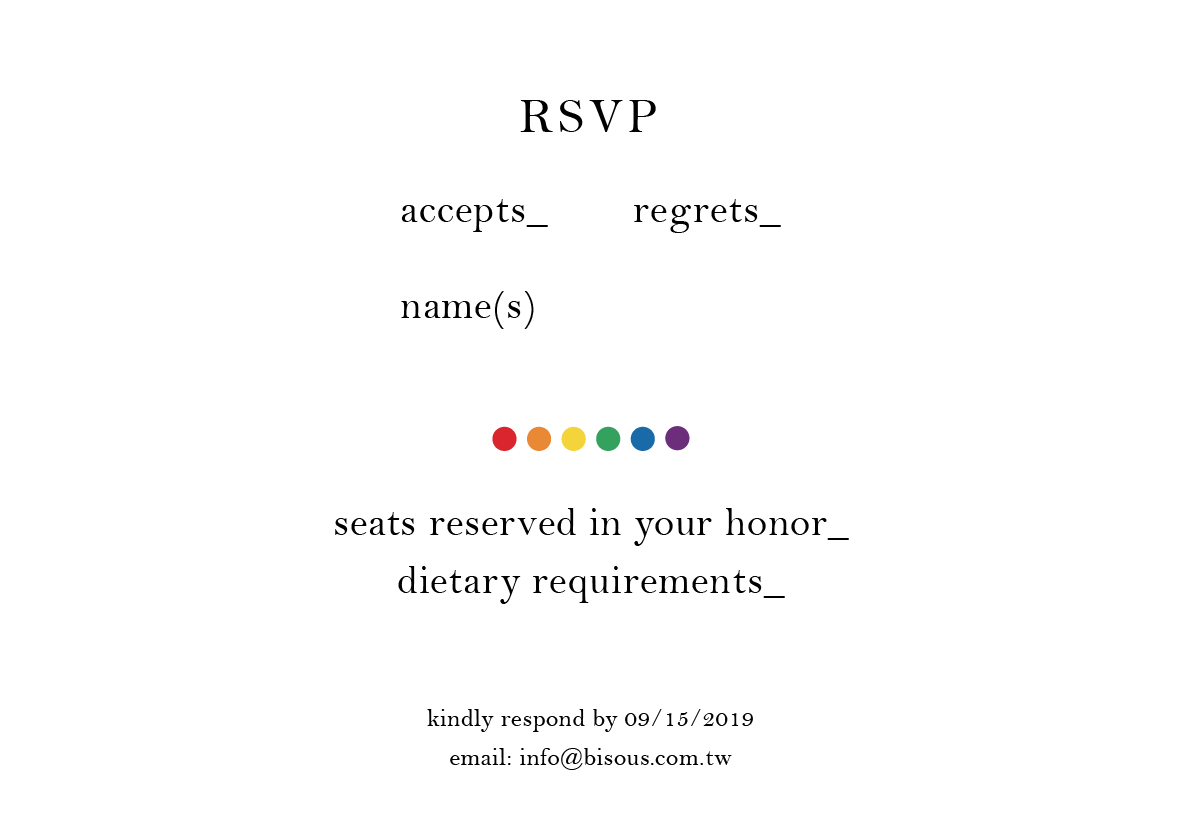 RSVP
accepts_ regrets_
name(s)
seats reserved in your honor_
dietary requirements_
kindly respond by 09/15/2019
email: info@bisous.com.tw